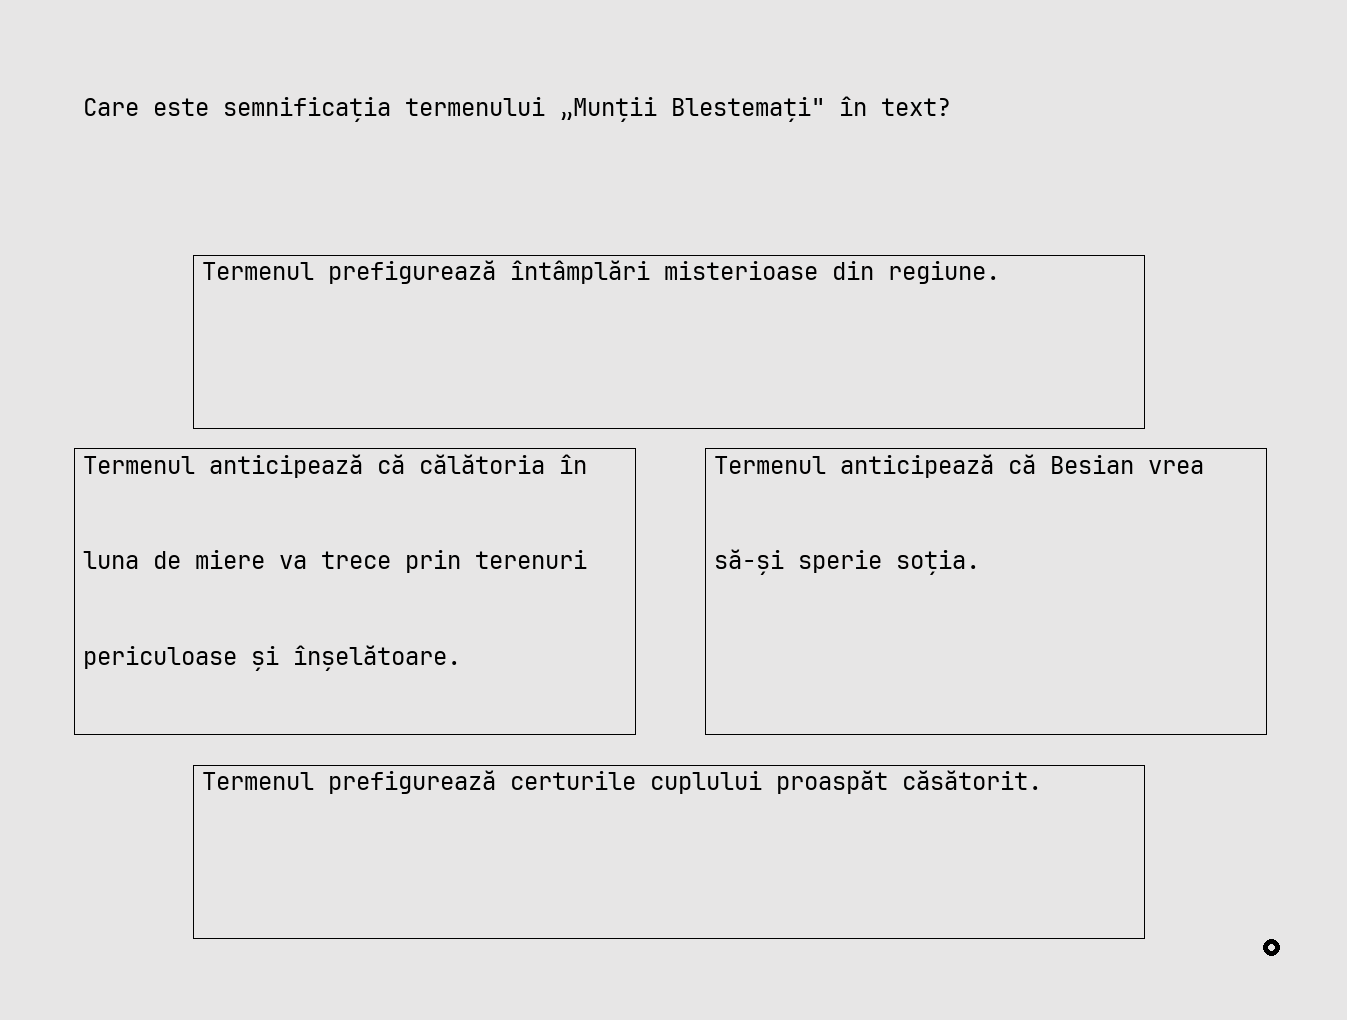 Care este semnificația termenului „Munții Blestemați" în text?
Termenul prefigurează întâmplări misterioase din regiune.
Termenul anticipează că călătoria în
luna de miere va trece prin terenuri
periculoase și înșelătoare.
Termenul anticipează că Besian vrea
să-și sperie soția.
Termenul prefigurează certurile cuplului proaspăt căsătorit.